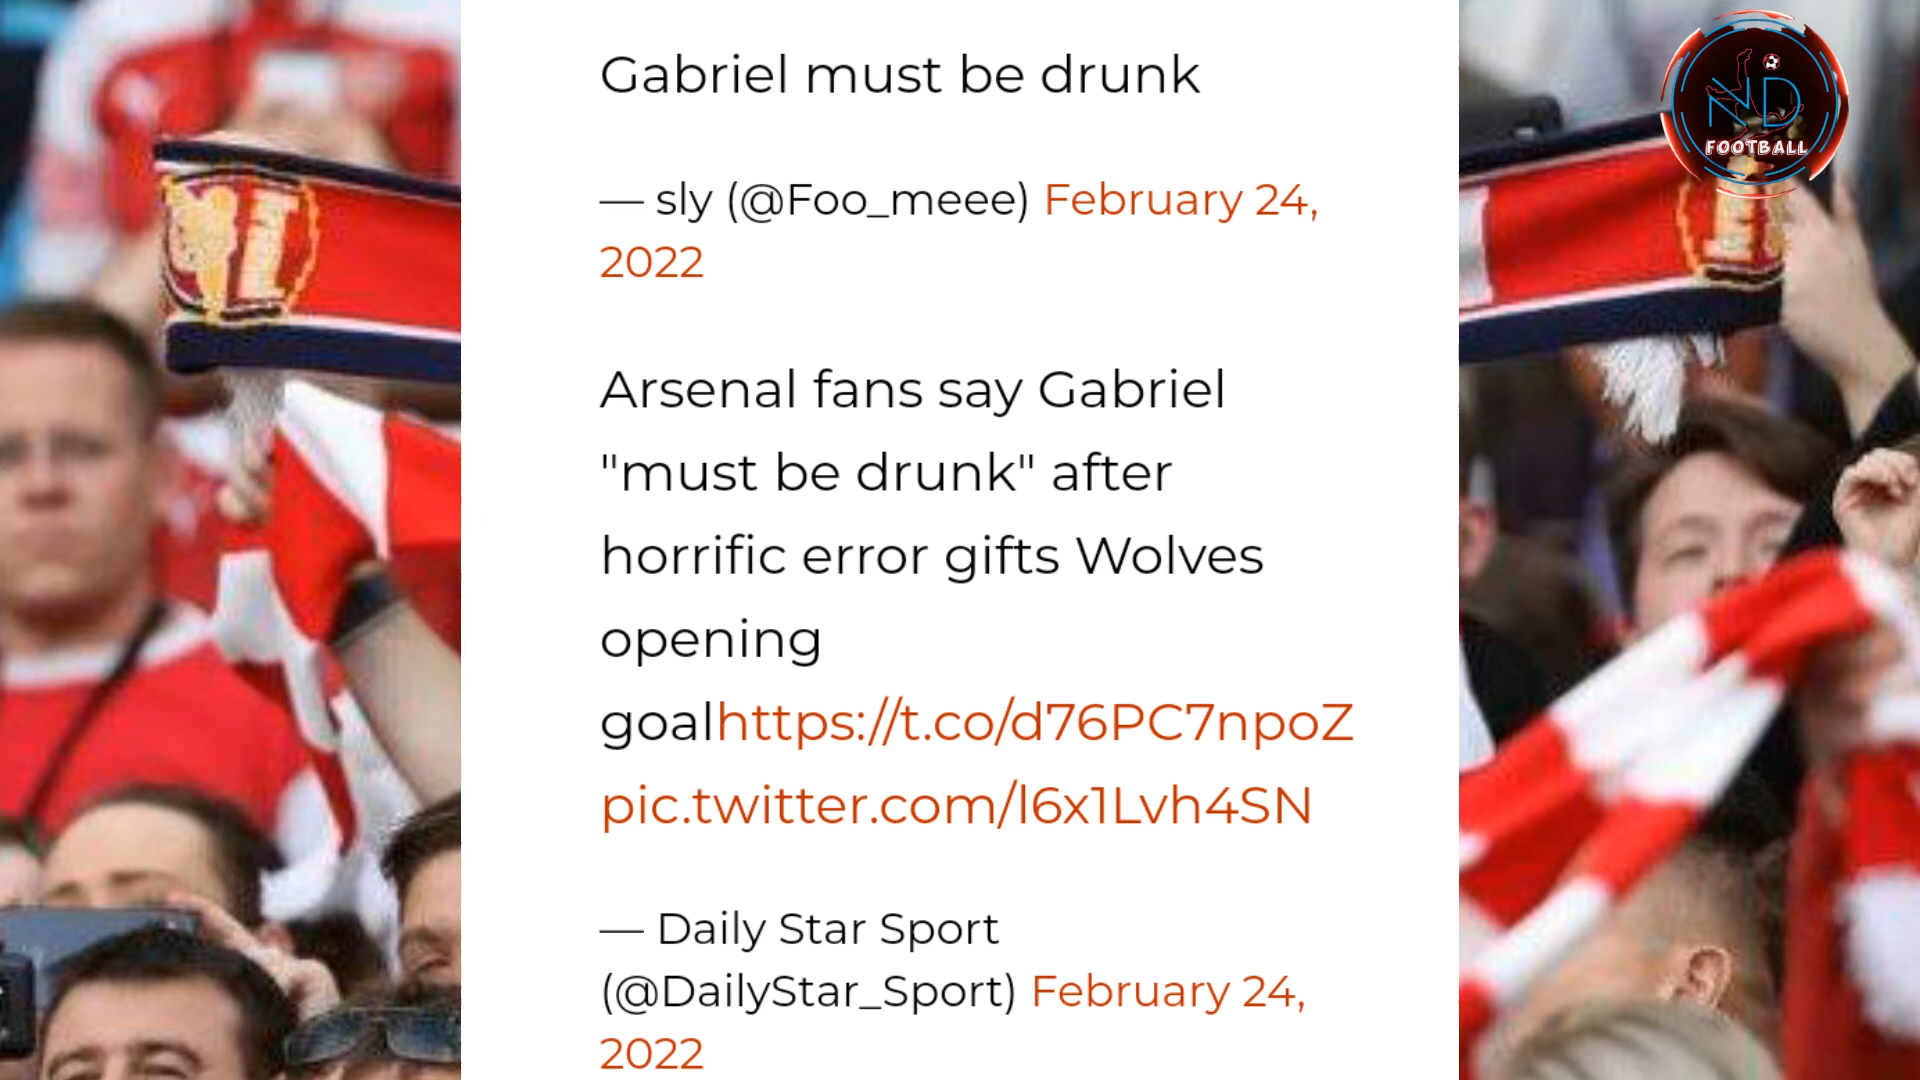 Gabriel must be drunk
— sly (@Foo_meee) February 24,
2022
Arsenal fans say Gabriel
"must be drunk" after
horrific error gifts Wolves
opening
goalhttps://t.co/d76PC7npoZ
pic.twitter.com/l6x1Lvh4SN
— Daily Star Sport
(@DailyStar_Sport) February 24,
2022
ND
FOOTBALL